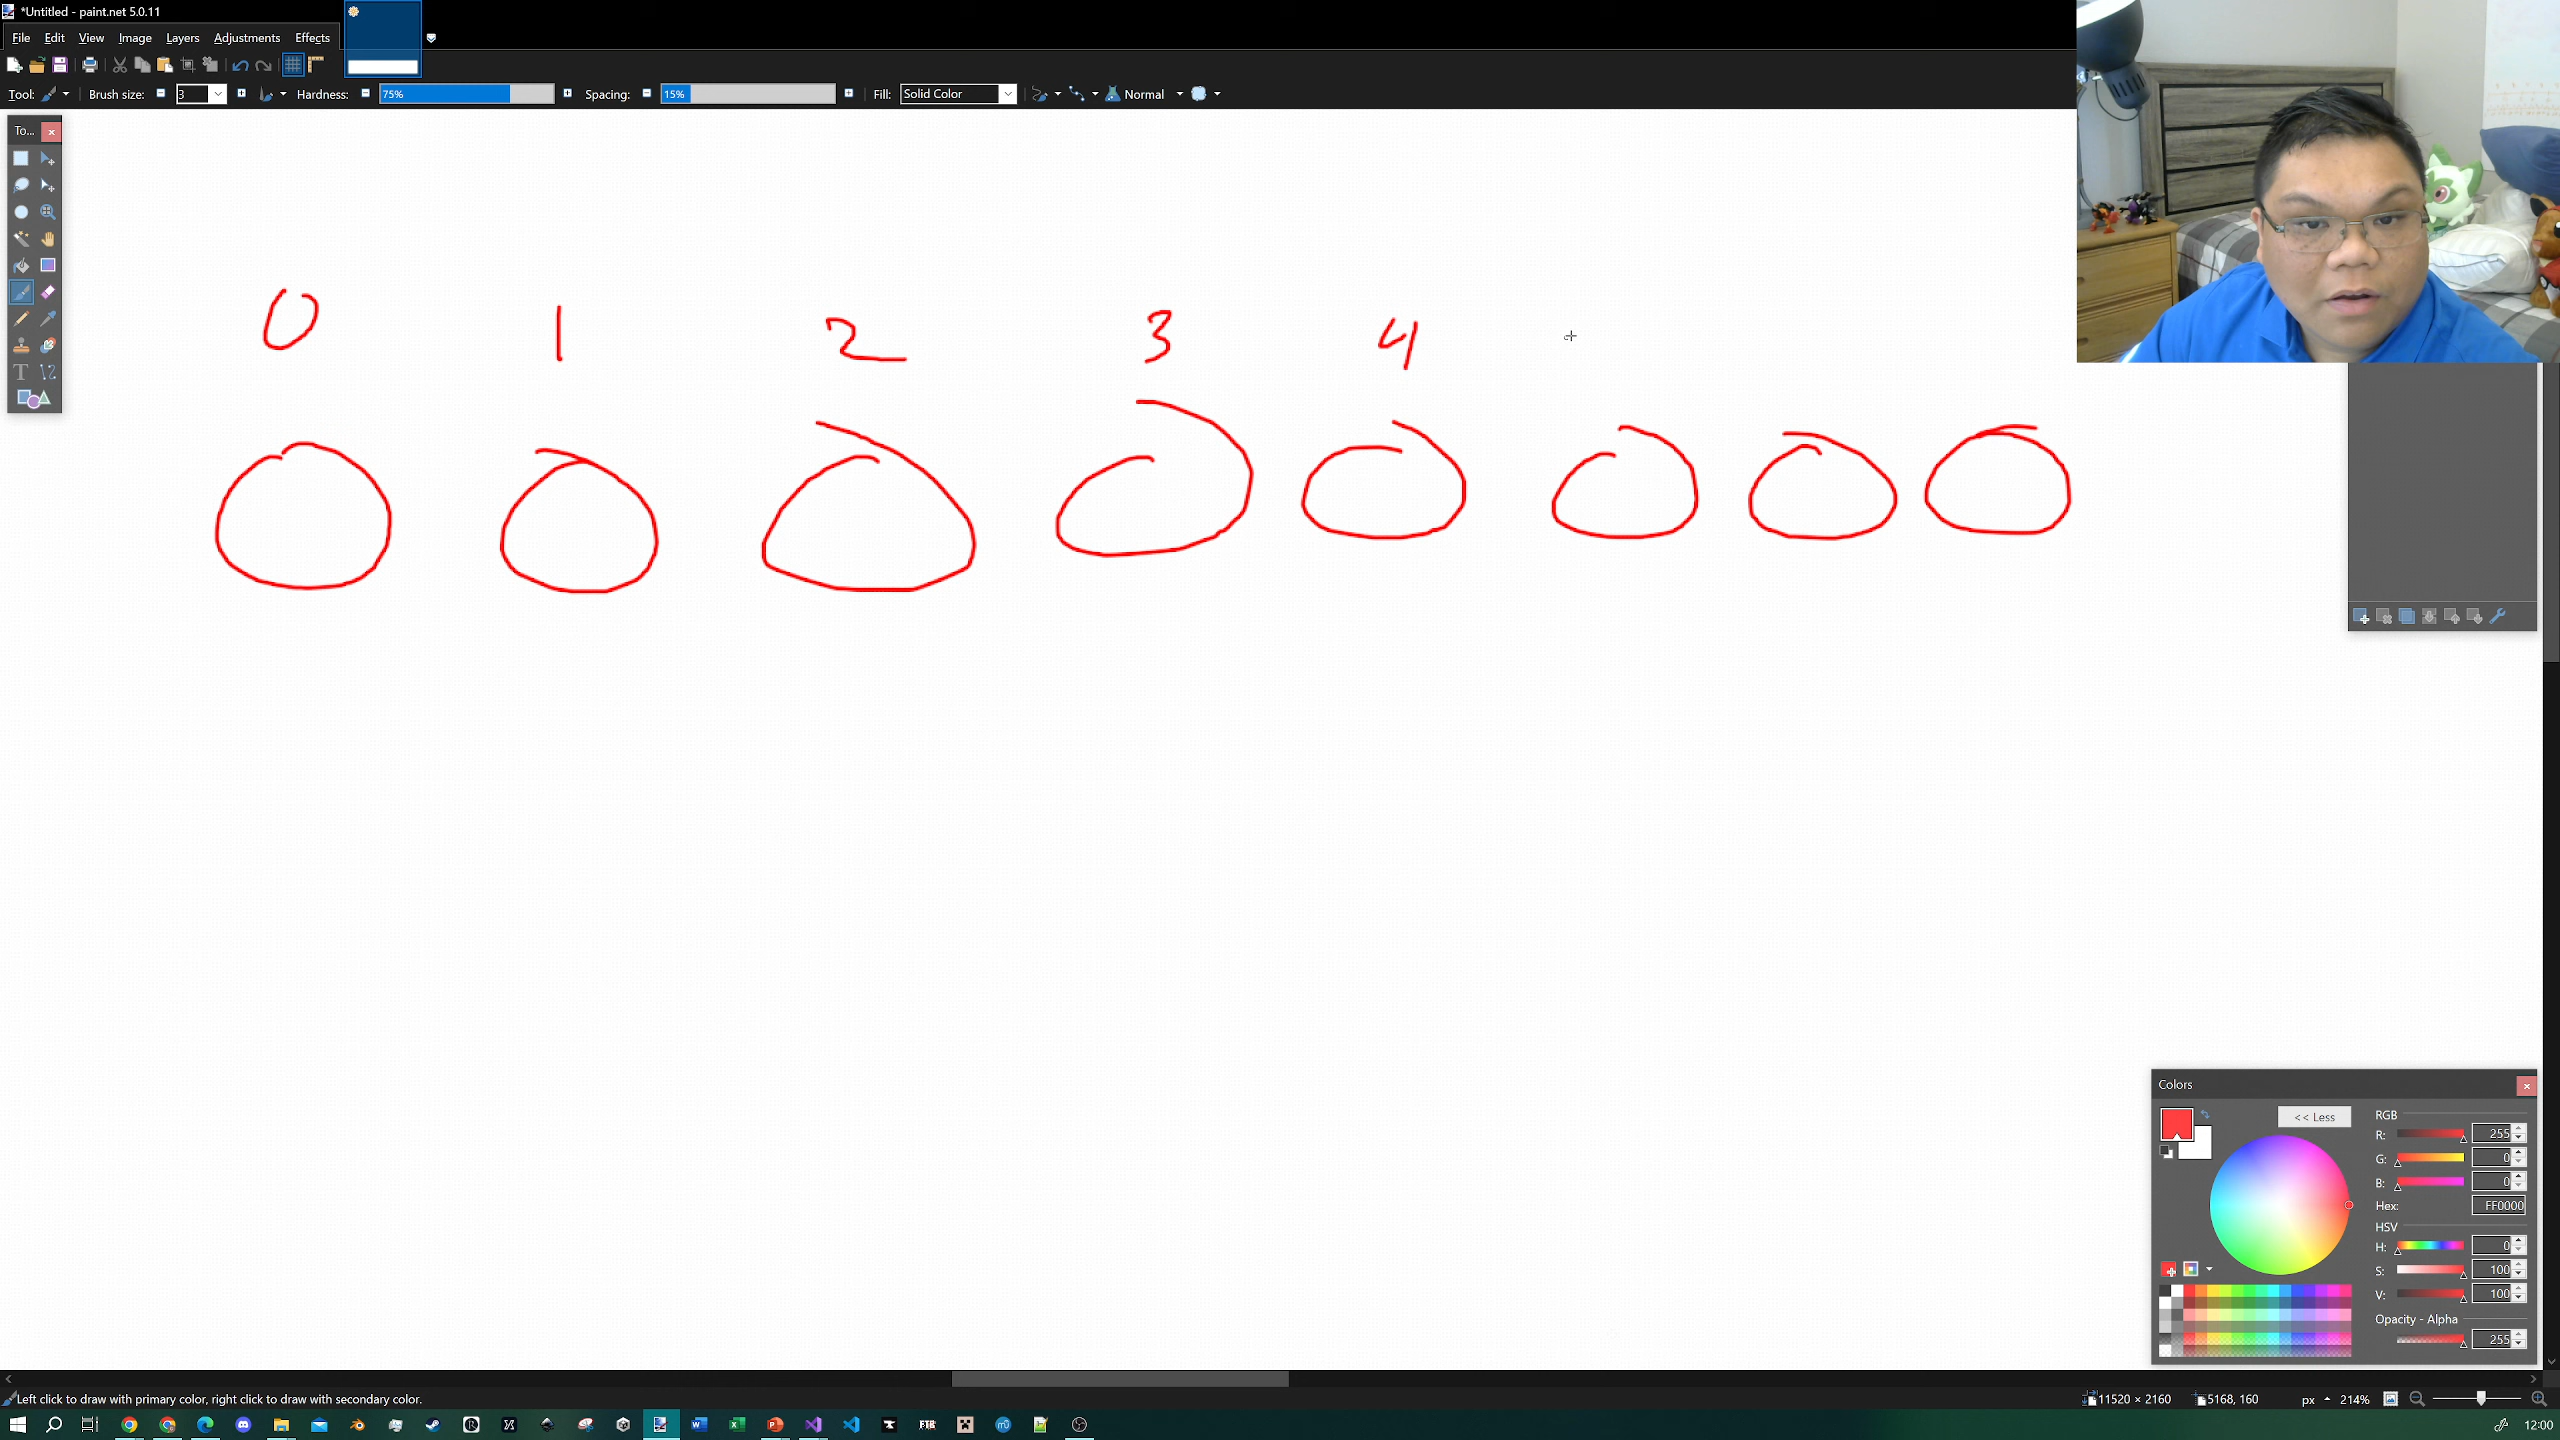 *Untitled - paint.net 5.0.11
File Edit View Image Layers Adjustments Effects
Tool: Brush size: 3 Hardness: 75% Spacing: 15% Fill: Solid Color Normal
To...
0 1 2 3 4
Colors
<< Less
RGB
R: 255
G: 0
B: 0
Hex: FF0000
HSV
H: 0
S: 100
V: 100
Opacity - Alpha
255
Left click to draw with primary color, right click to draw with secondary color.
11520 × 2160 5168, 160 px 214%
FTB
12:00